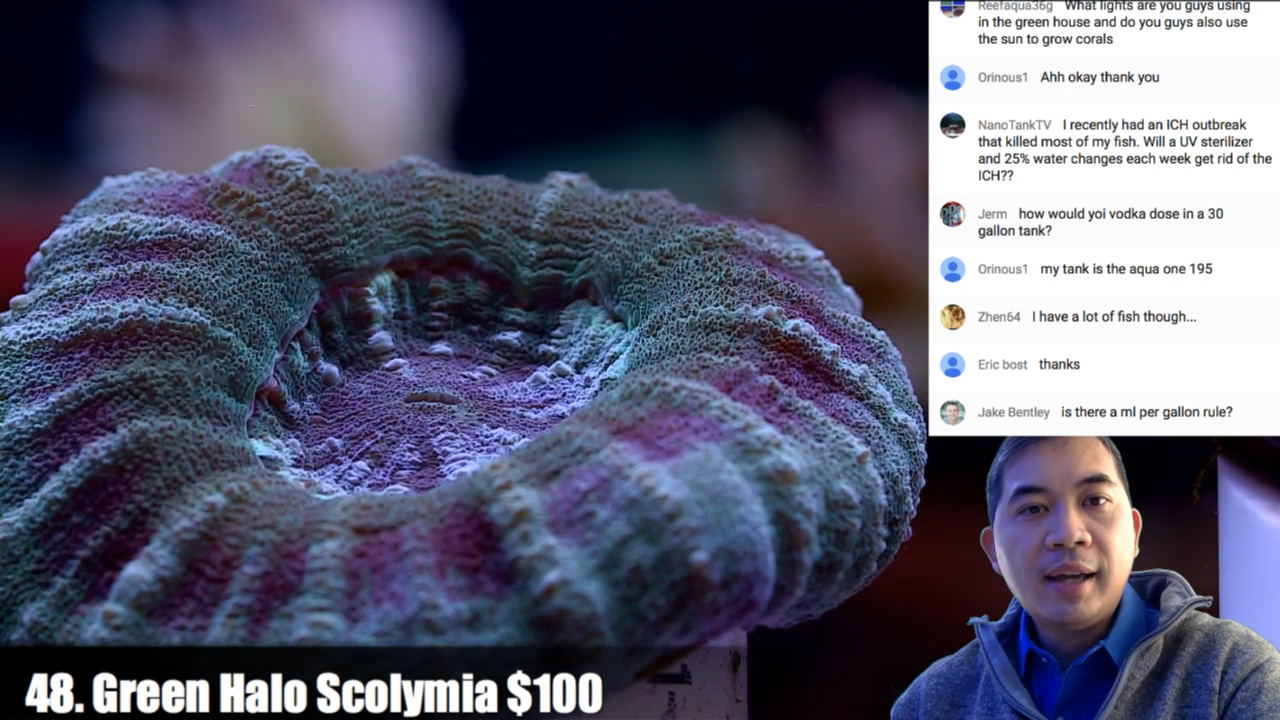 Reefaqua36g What lights are you guys using
in the green house and do you guys also use
the sun to grow corals
Orinous1 Ahh okay thank you
NanoTankTV I recently had an ICH outbreak
that killed most of my fish. Will a UV sterilizer
and 25% water changes each week get rid of the
ICH??
Jerm how would yoi vodka dose in a 30
gallon tank?
Orinous1 my tank is the aqua one 195
Zhen64 I have a lot of fish though...
Eric bost thanks
Jake Bentley is there a ml per gallon rule?
48. Green Halo Scolymia $100